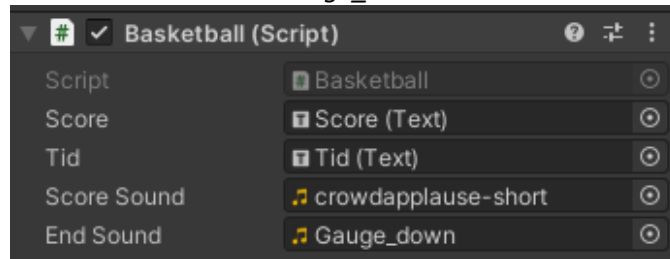 Basketball (Script)
Script Basketball
Score Score (Text)
Tid Tid (Text)
Score Sound crowdapplause-short
End Sound Gauge_down